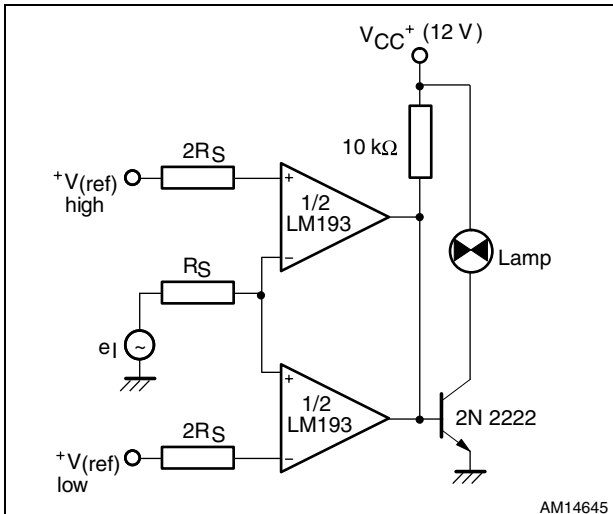 VCC+ (12 V)
10 kΩ
2RS
+V(ref)
high
+
1/2
LM193
−
Lamp
RS
eI
~
+
1/2
LM193
−
2N 2222
2RS
+V(ref)
low
AM14645